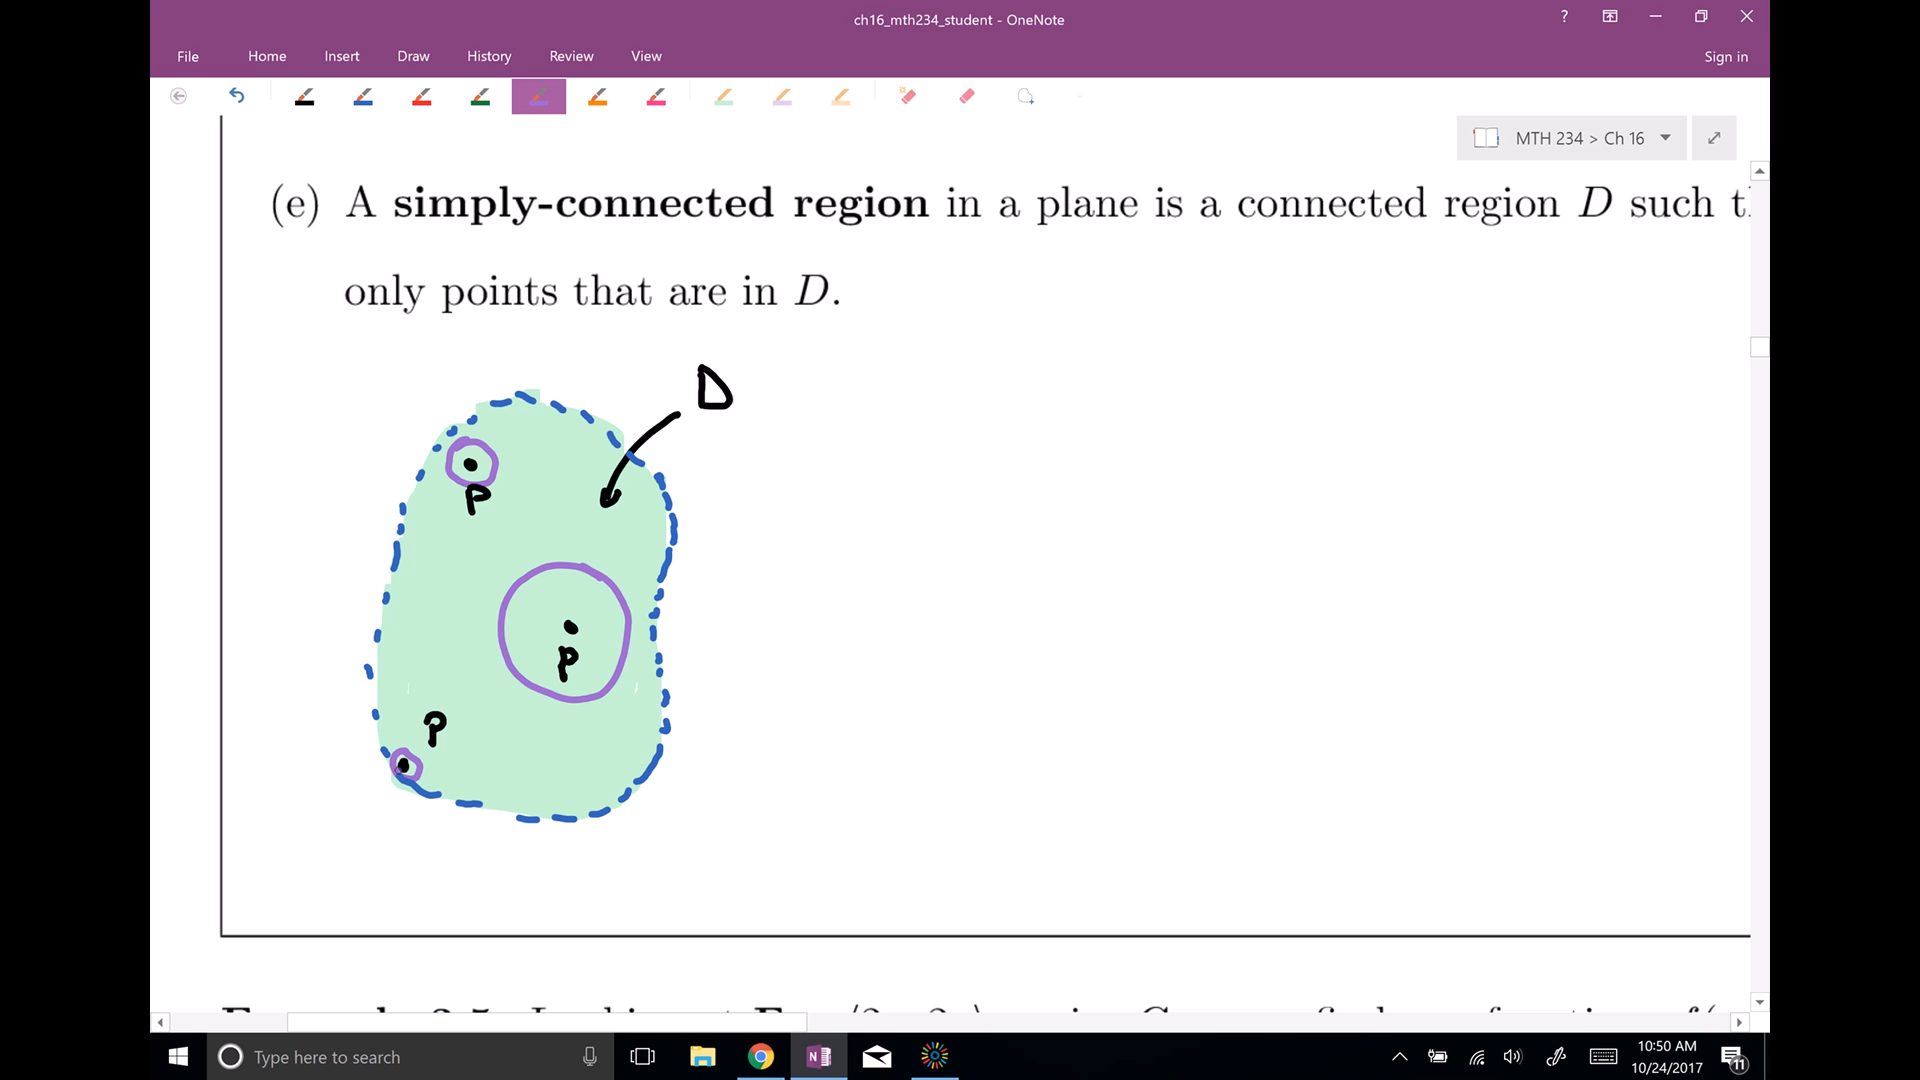 ch16_mth234_student - OneNote
?
File Home Insert Draw History Review View Sign in
MTH 234 > Ch 16
(e) A simply-connected region in a plane is a connected region D such
only points that are in D.
D
P
P
P
Type here to search
10:50 AM
10/24/2017
11